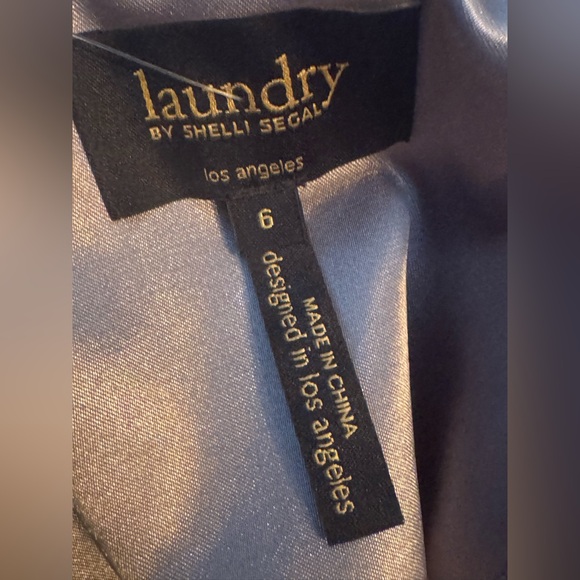 laundry
BY SHELLI SEGAL
los angeles
6
MADE IN CHINA
designed in los angeles